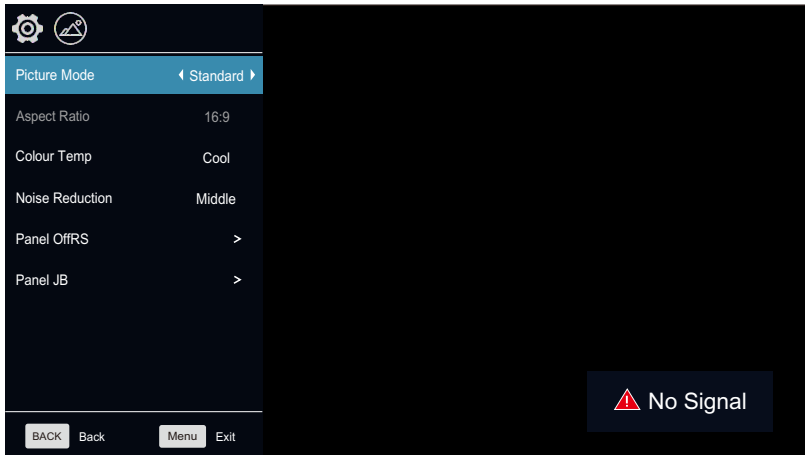 Picture Mode Standard
Aspect Ratio 16:9
Colour Temp Cool
Noise Reduction Middle
Panel OffRS >
Panel JB >
No Signal
BACK Back Menu Exit